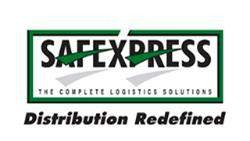 SAFEXPRESS
THE COMPLETE LOGISTICS SOLUTIONS
Distribution Redefined